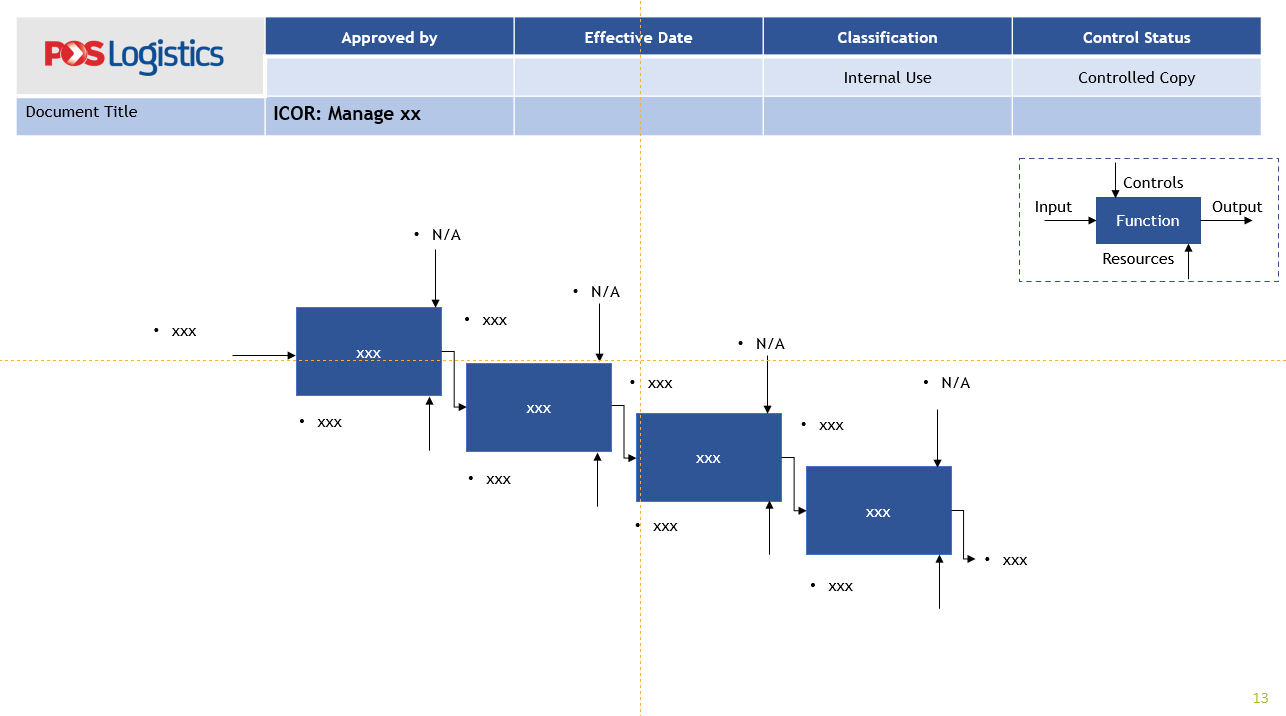 POS Logistics
Approved by
Effective Date
Classification
Control Status
Internal Use
Controlled Copy
Document Title
ICOR: Manage xx
Controls
Input
Function
Output
Resources
• N/A
• N/A
• xxx
• xxx
xxx
• N/A
• xxx
• N/A
xxx
• xxx
• xxx
xxx
• xxx
xxx
• xxx
• xxx
• xxx
13